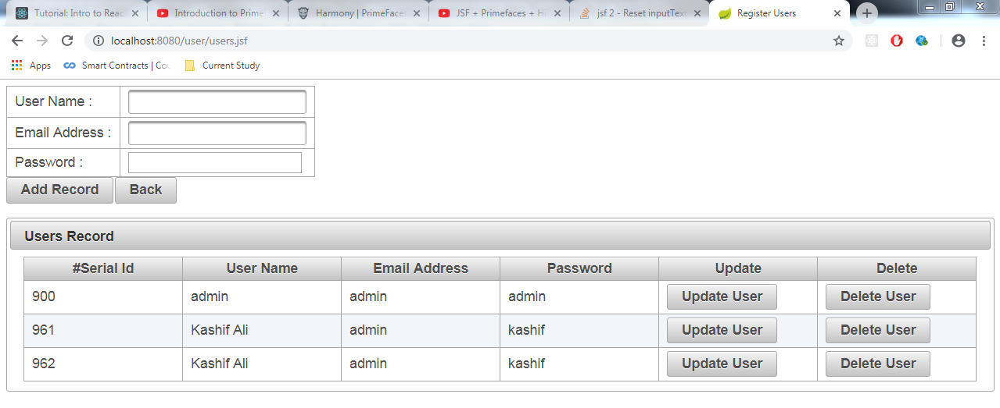 Tutorial: Intro to Reac
Introduction to Prime
Harmony | PrimeFace
JSF + Primefaces + Hi
jsf 2 - Reset inputText
Register Users
localhost:8080/user/users.jsf
Apps
Smart Contracts | Cou
Current Study
User Name :
Email Address :
Password :
Add Record Back
Users Record
#Serial Id User Name Email Address Password Update Delete
900 admin admin admin Update User Delete User
961 Kashif Ali admin kashif Update User Delete User
962 Kashif Ali admin kashif Update User Delete User